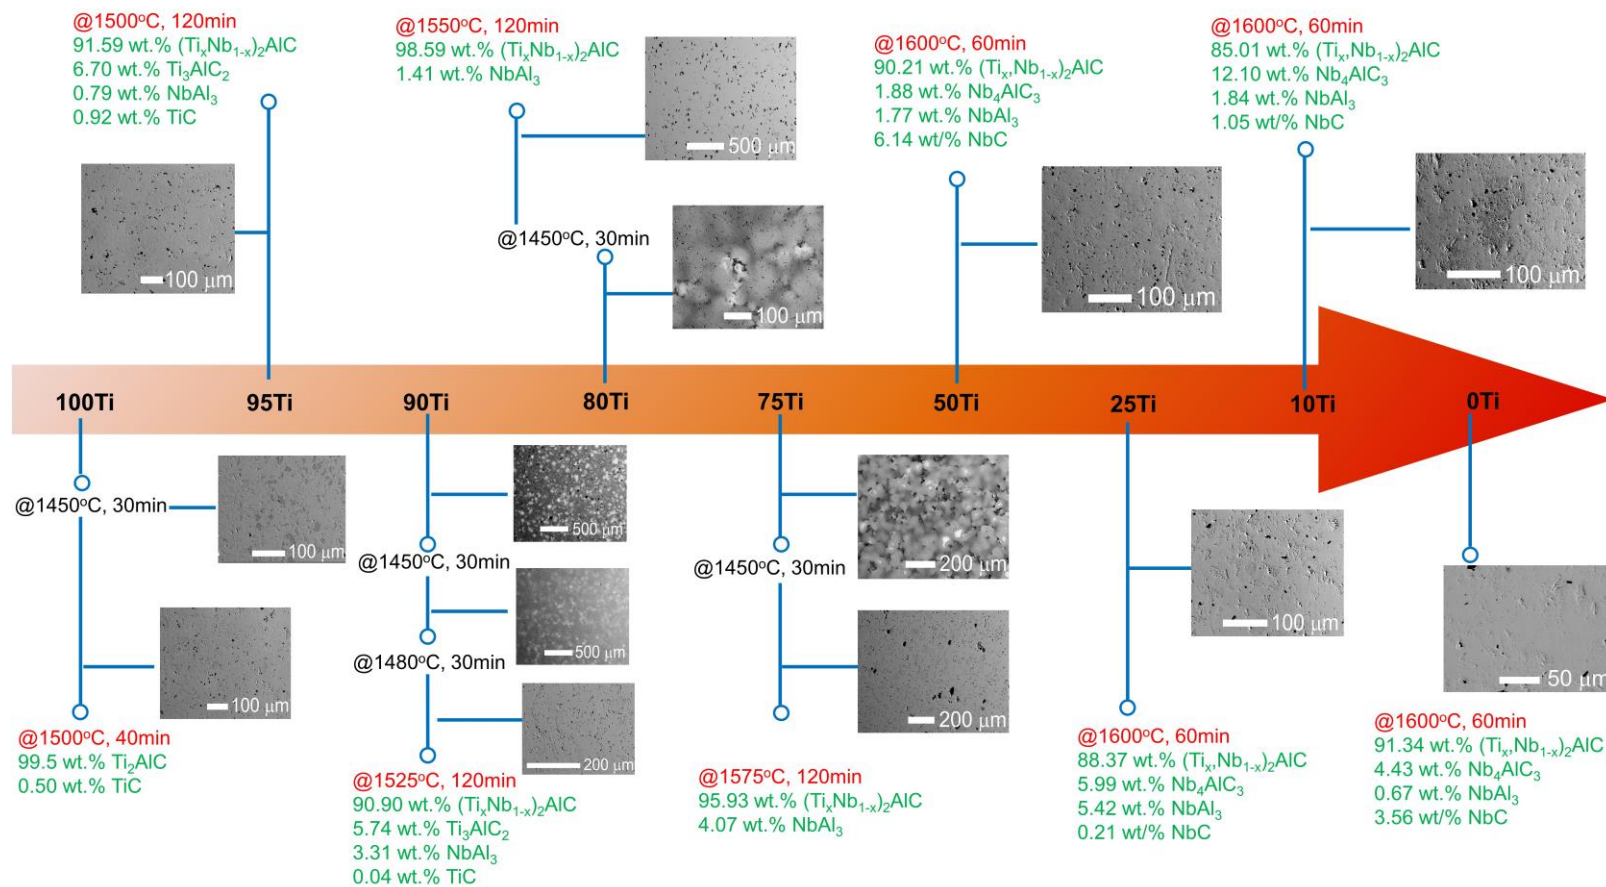 @1500°C, 120min
91.59 wt.% (TiₓNb₁₋ₓ)₂AlC
6.70 wt.% Ti₃AlC₂
0.79 wt.% NbAl₃
0.92 wt.% TiC
100 μm
@1550°C, 120min
98.59 wt.% (TiₓNb₁₋ₓ)₂AlC
1.41 wt.% NbAl₃
500 μm
@1450°C, 30min
100 μm
@1600°C, 60min
90.21 wt.% (Tiₓ,Nb₁₋ₓ)₂AlC
1.88 wt.% Nb₄AlC₃
1.77 wt.% NbAl₃
6.14 wt/% NbC
100 μm
@1600°C, 60min
85.01 wt.% (Tiₓ,Nb₁₋ₓ)₂AlC
12.10 wt.% Nb₄AlC₃
1.84 wt.% NbAl₃
1.05 wt/% NbC
100 μm
100Ti 95Ti 90Ti 80Ti 75Ti 50Ti 25Ti 10Ti 0Ti
@1450°C, 30min
100 μm
100 μm
@1500°C, 40min
99.5 wt.% Ti₂AlC
0.50 wt.% TiC
500 μm
@1450°C, 30min
500 μm
@1480°C, 30min
200 μm
@1525°C, 120min
90.90 wt.% (TiₓNb₁₋ₓ)₂AlC
5.74 wt.% Ti₃AlC₂
3.31 wt.% NbAl₃
0.04 wt.% TiC
200 μm
@1450°C, 30min
200 μm
@1575°C, 120min
95.93 wt.% (TiₓNb₁₋ₓ)₂AlC
4.07 wt.% NbAl₃
100 μm
@1600°C, 60min
88.37 wt.% (Tiₓ,Nb₁₋ₓ)₂AlC
5.99 wt.% Nb₄AlC₃
5.42 wt.% NbAl₃
0.21 wt/% NbC
50 μm
@1600°C, 60min
91.34 wt.% (Tiₓ,Nb₁₋ₓ)₂AlC
4.43 wt.% Nb₄AlC₃
0.67 wt.% NbAl₃
3.56 wt/% NbC